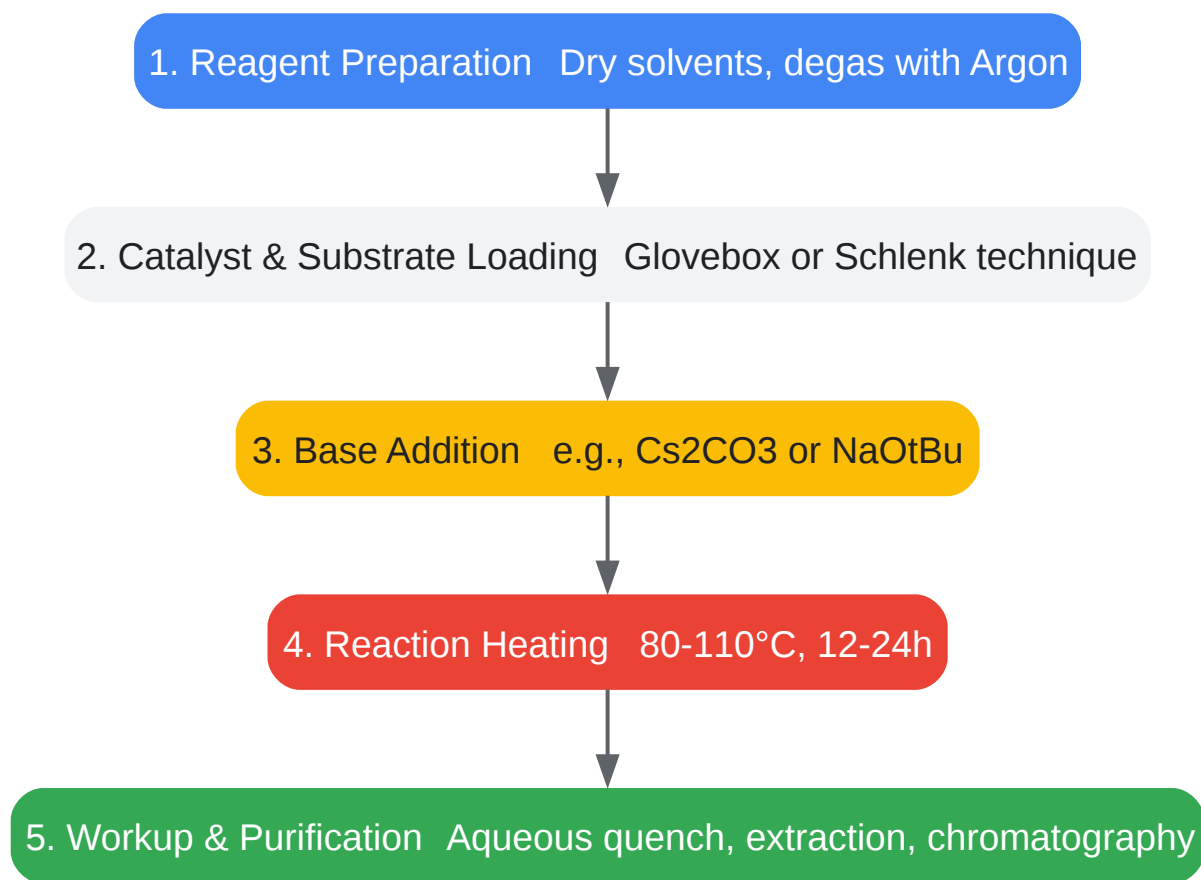 1. Reagent Preparation   Dry solvents, degas with Argon
2. Catalyst & Substrate Loading   Glovebox or Schlenk technique
3. Base Addition   e.g., Cs2CO3 or NaOtBu
4. Reaction Heating   80-110°C, 12-24h
5. Workup & Purification   Aqueous quench, extraction, chromatography